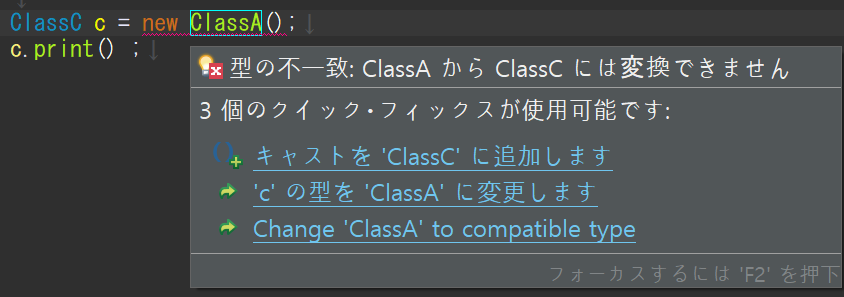 ClassC c = new ClassA();↓
c.print() ;↓
型の不一致: ClassA から ClassC には変換できません
3 個のクイック・フィックスが使用可能です:
キャストを 'ClassC' に追加します
'c' の型を 'ClassA' に変更します
Change 'ClassA' to compatible type
フォーカスするには 'F2' を押下